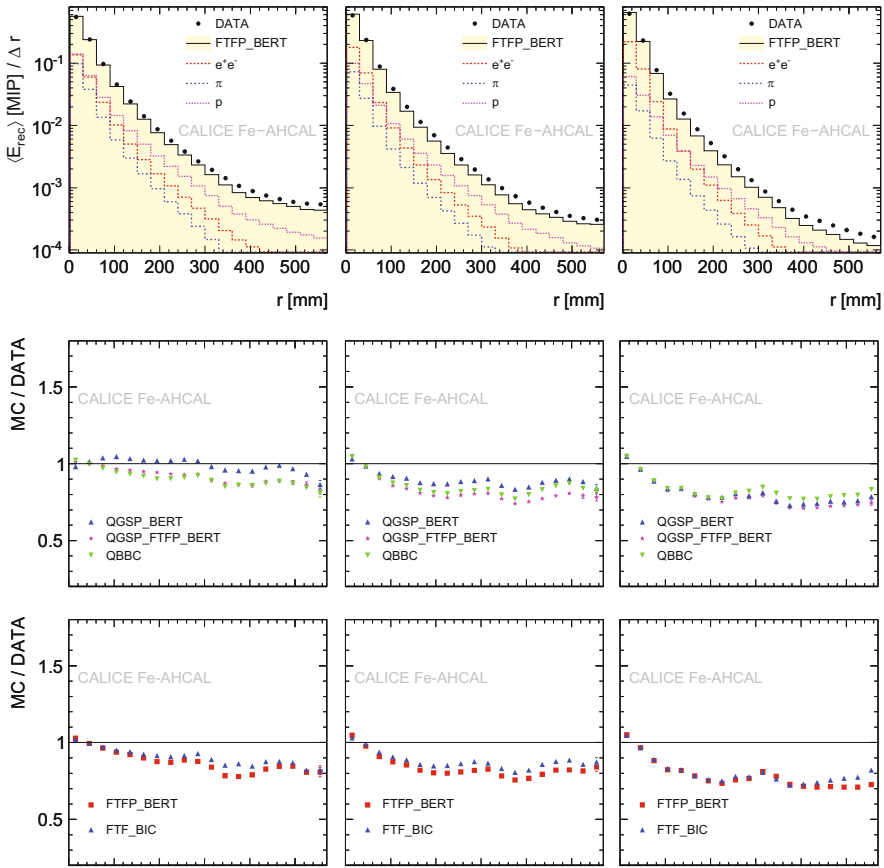 ⟨E_rec⟩ [MIP] / Δ r
10⁻¹
10⁻²
10⁻³
10⁻⁴
DATA
FTFP_BERT
e⁺e⁻
π
p
CALICE Fe−AHCAL
0 100 200 300 400 500
r [mm]
DATA
FTFP_BERT
e⁺e⁻
π
p
CALICE Fe−AHCAL
0 100 200 300 400 500
r [mm]
DATA
FTFP_BERT
e⁺e⁻
π
p
CALICE Fe−AHCAL
0 100 200 300 400 500
r [mm]
MC / DATA
1.5
1
0.5
CALICE Fe-AHCAL
QGSP_BERT
QGSP_FTFP_BERT
QBBC
CALICE Fe-AHCAL
QGSP_BERT
QGSP_FTFP_BERT
QBBC
CALICE Fe-AHCAL
QGSP_BERT
QGSP_FTFP_BERT
QBBC
MC / DATA
1.5
1
0.5
CALICE Fe-AHCAL
FTFP_BERT
FTF_BIC
CALICE Fe-AHCAL
FTFP_BERT
FTF_BIC
CALICE Fe-AHCAL
FTFP_BERT
FTF_BIC